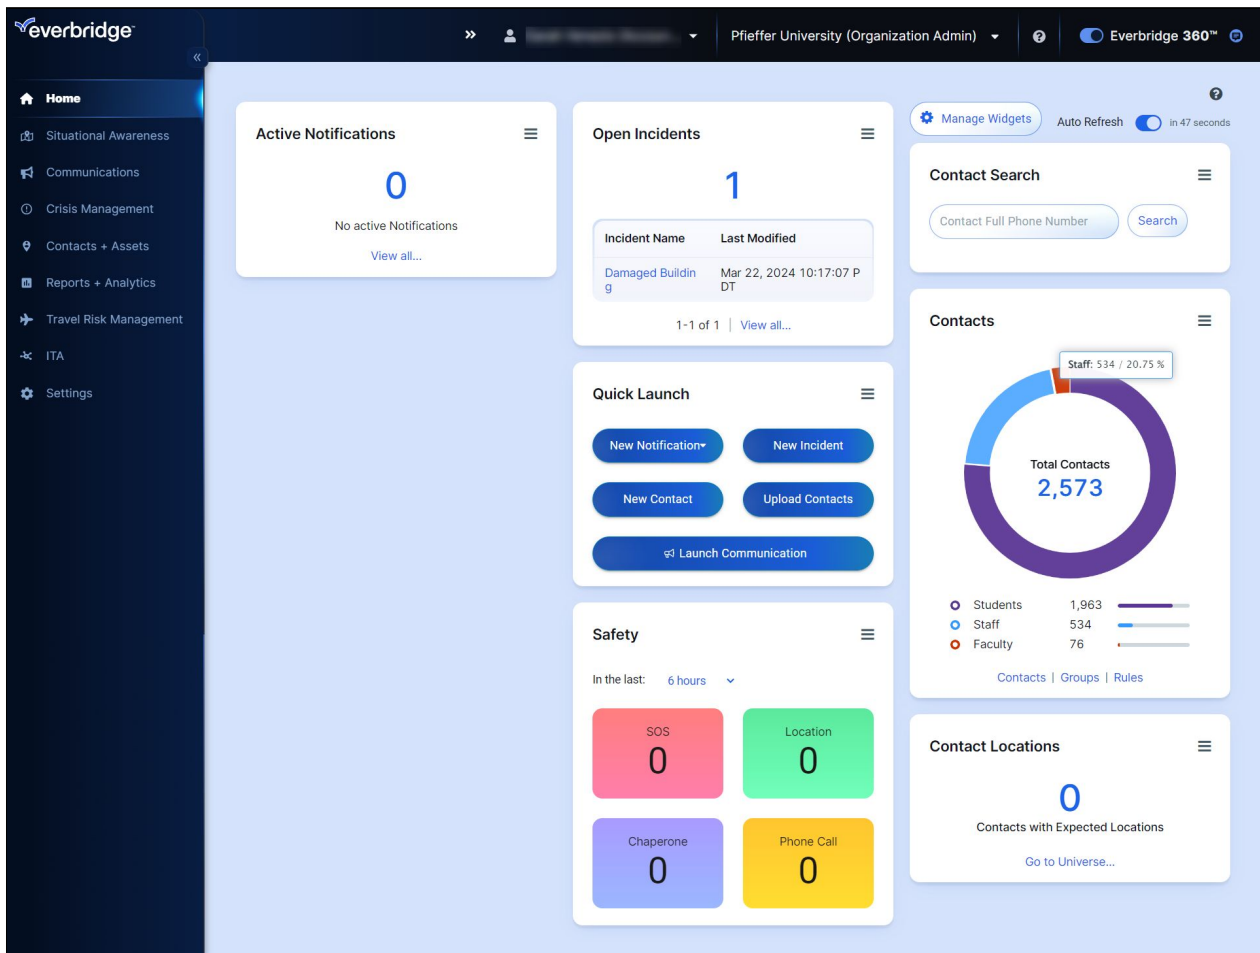 everbridge™
Pfieffer University (Organization Admin)
Everbridge 360™
Home
Situational Awareness
Communications
Crisis Management
Contacts + Assets
Reports + Analytics
Travel Risk Management
ITA
Settings
Active Notifications
0
No active Notifications
View all...
Open Incidents
1
Incident Name Last Modified
Damaged Buildin Mar 22, 2024 10:17:07 P
g DT
1-1 of 1 | View all...
Quick Launch
New Notification New Incident
New Contact Upload Contacts
Launch Communication
Safety
In the last: 6 hours
SOS
0
Location
0
Chaperone
0
Phone Call
0
Manage Widgets Auto Refresh in 47 seconds
Contact Search
Contact Full Phone Number Search
Contacts
Staff: 534 / 20.75 %
Total Contacts
2,573
Students 1,963
Staff 534
Faculty 76
Contacts | Groups | Rules
Contact Locations
0
Contacts with Expected Locations
Go to Universe...